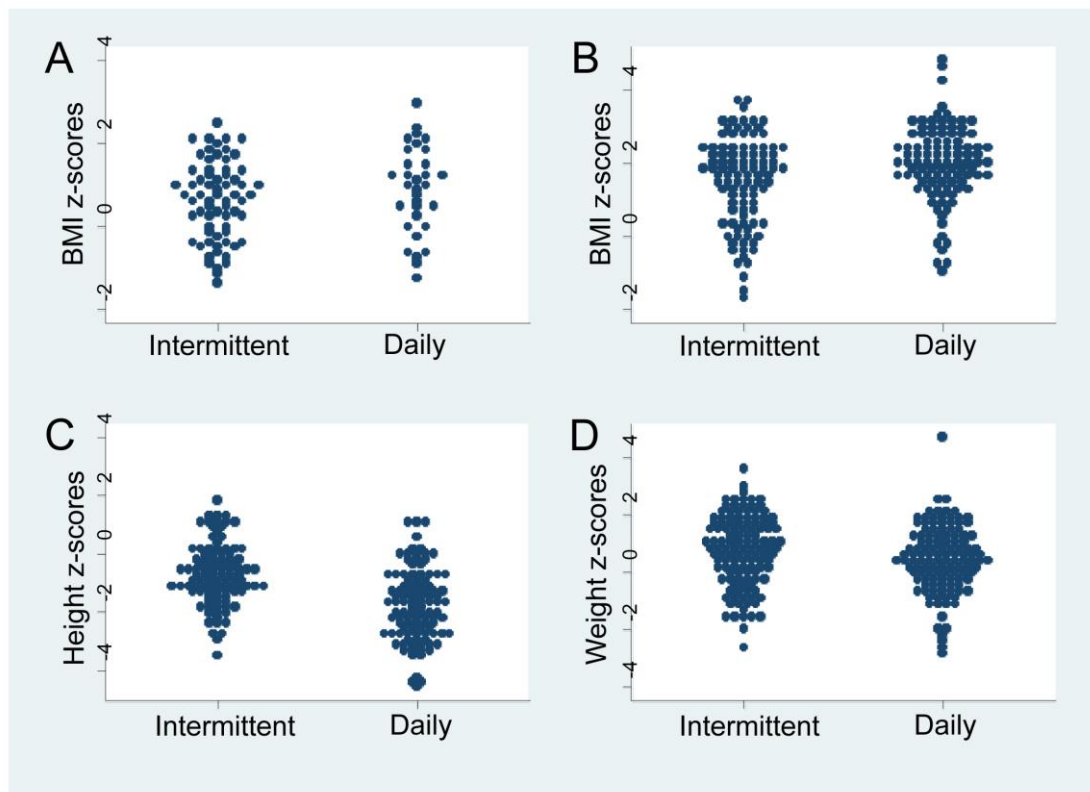 A
BMI z-scores
4
2
0
-2
Intermittent
Daily
B
BMI z-scores
4
2
0
-2
Intermittent
Daily
C
Height z-scores
4
2
0
-2
-4
Intermittent
Daily
D
Weight z-scores
4
2
0
-2
-4
Intermittent
Daily